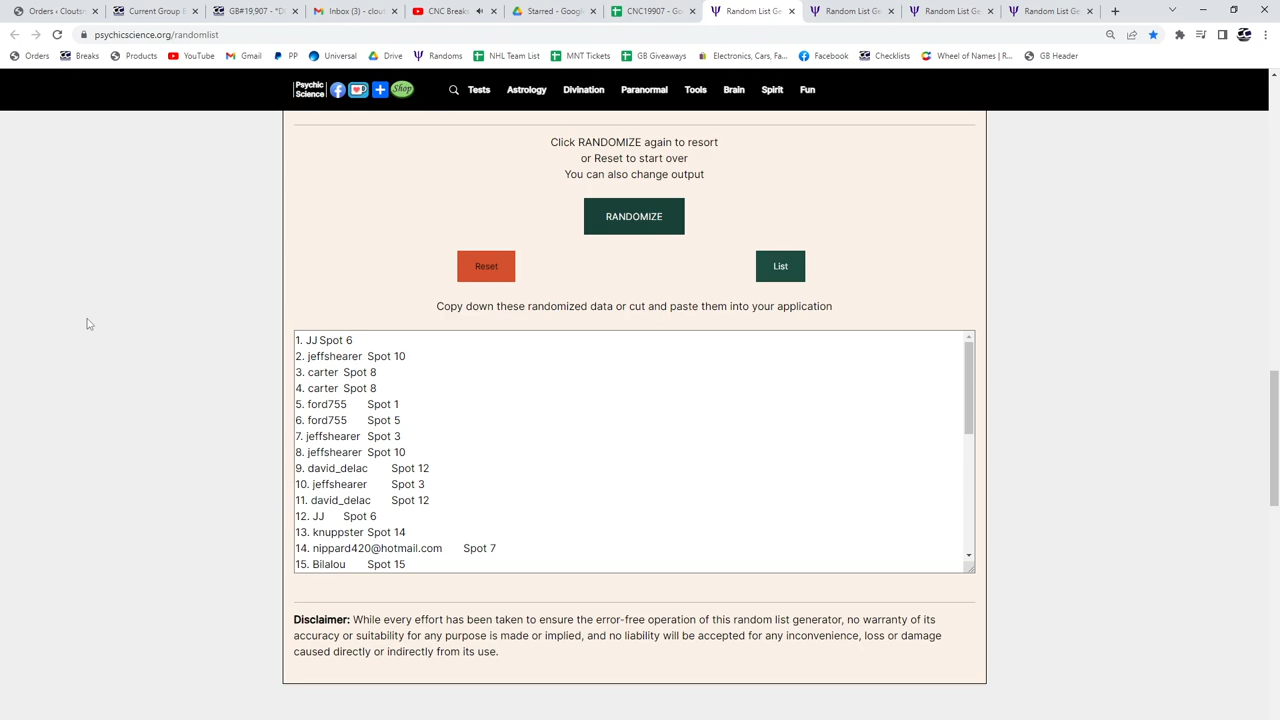 Orders < Cloutsn
Current Group E
GB#19,907 - *D
Inbox (3) - clout
CNC Breaks
Starred - Google
CNC19907 - Go
Random List Ge
Random List Ge
Random List Ge
Random List Ge
psychicscience.org/randomlist
Orders
Breaks
Products
YouTube
Gmail
PP
Universal
Drive
Randoms
NHL Team List
MNT Tickets
GB Giveaways
Electronics, Cars, Fa...
Facebook
Checklists
Wheel of Names | R...
GB Header
Psychic
Science
Shop
Tests
Astrology
Divination
Paranormal
Tools
Brain
Spirit
Fun
Click RANDOMIZE again to resort
or Reset to start over
You can also change output
RANDOMIZE
Reset
List
Copy down these randomized data or cut and paste them into your application
1. JJ Spot 6
2. jeffshearer Spot 10
3. carter Spot 8
4. carter Spot 8
5. ford755 Spot 1
6. ford755 Spot 5
7. jeffshearer Spot 3
8. jeffshearer Spot 10
9. david_delac Spot 12
10. jeffshearer Spot 3
11. david_delac Spot 12
12. JJ Spot 6
13. knuppster Spot 14
14. nippard420@hotmail.com Spot 7
15. Bilalou Spot 15
Disclaimer: While every effort has been taken to ensure the error-free operation of this random list generator, no warranty of its
accuracy or suitability for any purpose is made or implied, and no liability will be accepted for any inconvenience, loss or damage
caused directly or indirectly from its use.